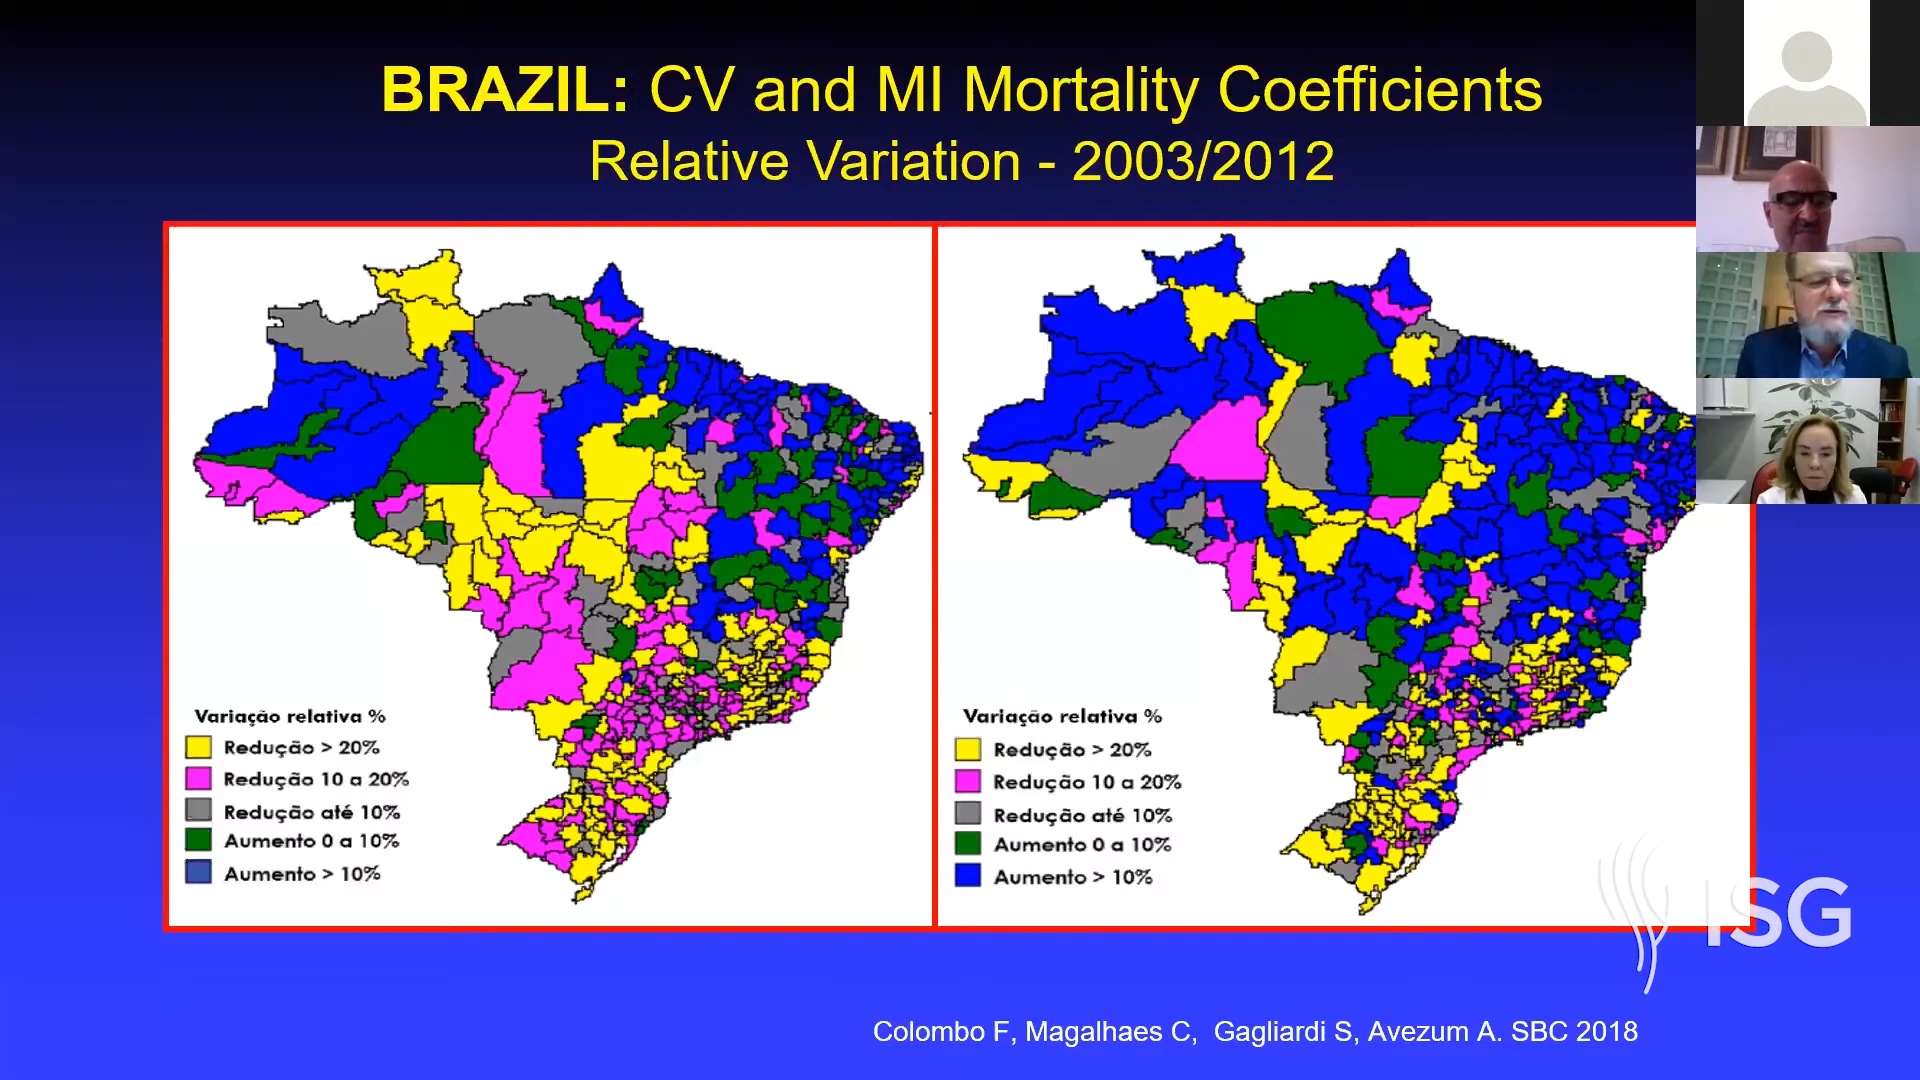 BRAZIL: CV and MI Mortality Coefficients
Relative Variation - 2003/2012
Variação relativa %
Redução > 20%
Redução 10 a 20%
Redução até 10%
Aumento 0 a 10%
Aumento > 10%
Variação relativa %
Redução > 20%
Redução 10 a 20%
Redução até 10%
Aumento 0 a 10%
Aumento > 10%
ISG
Colombo F, Magalhaes C, Gagliardi S, Avezum A. SBC 2018